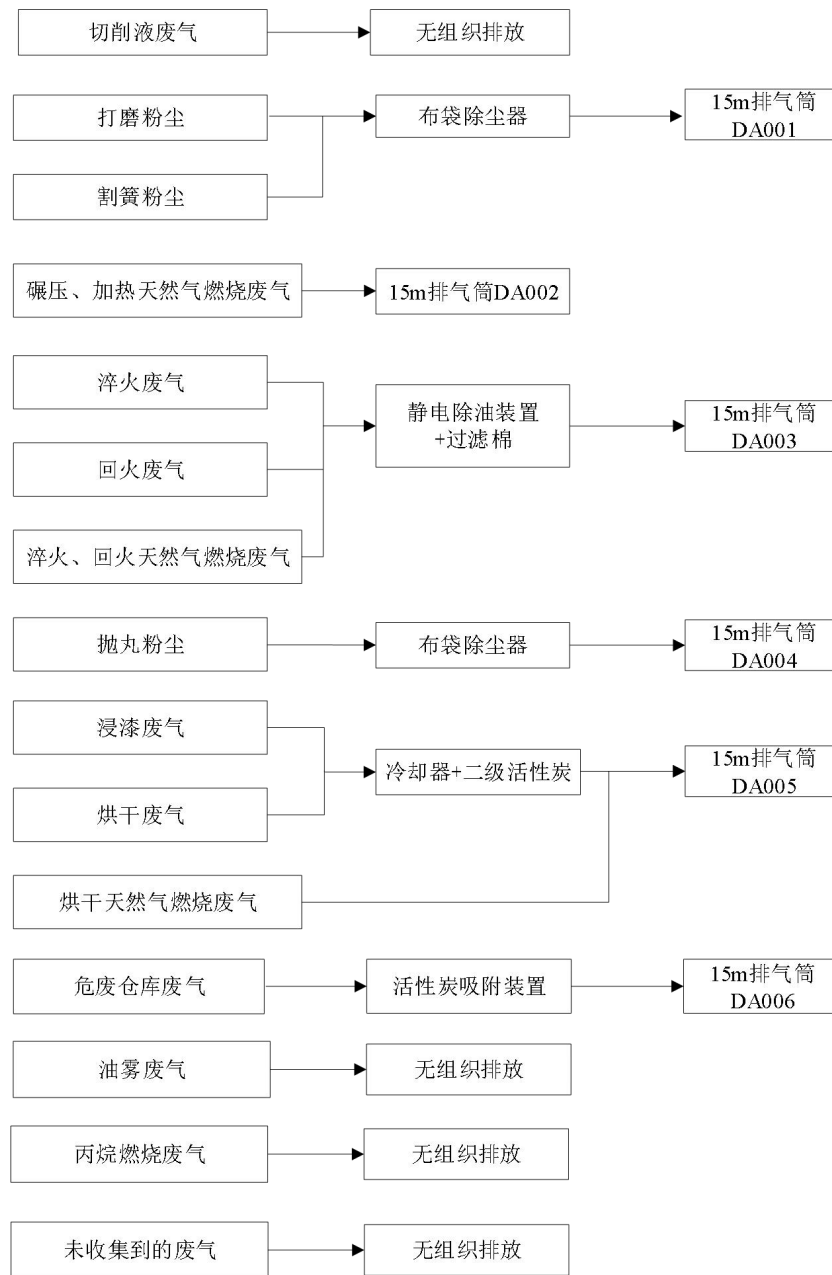 切削液废气
无组织排放
打磨粉尘
布袋除尘器
15m排气筒
DA001
割簧粉尘
碾压、加热天然气燃烧废气
15m排气筒DA002
淬火废气
静电除油装置
+过滤棉
15m排气筒
DA003
回火废气
淬火、回火天然气燃烧废气
抛丸粉尘
布袋除尘器
15m排气筒
DA004
浸漆废气
冷却器+二级活性炭
15m排气筒
DA005
烘干废气
烘干天然气燃烧废气
危废仓库废气
活性炭吸附装置
15m排气筒
DA006
油雾废气
无组织排放
丙烷燃烧废气
无组织排放
未收集到的废气
无组织排放